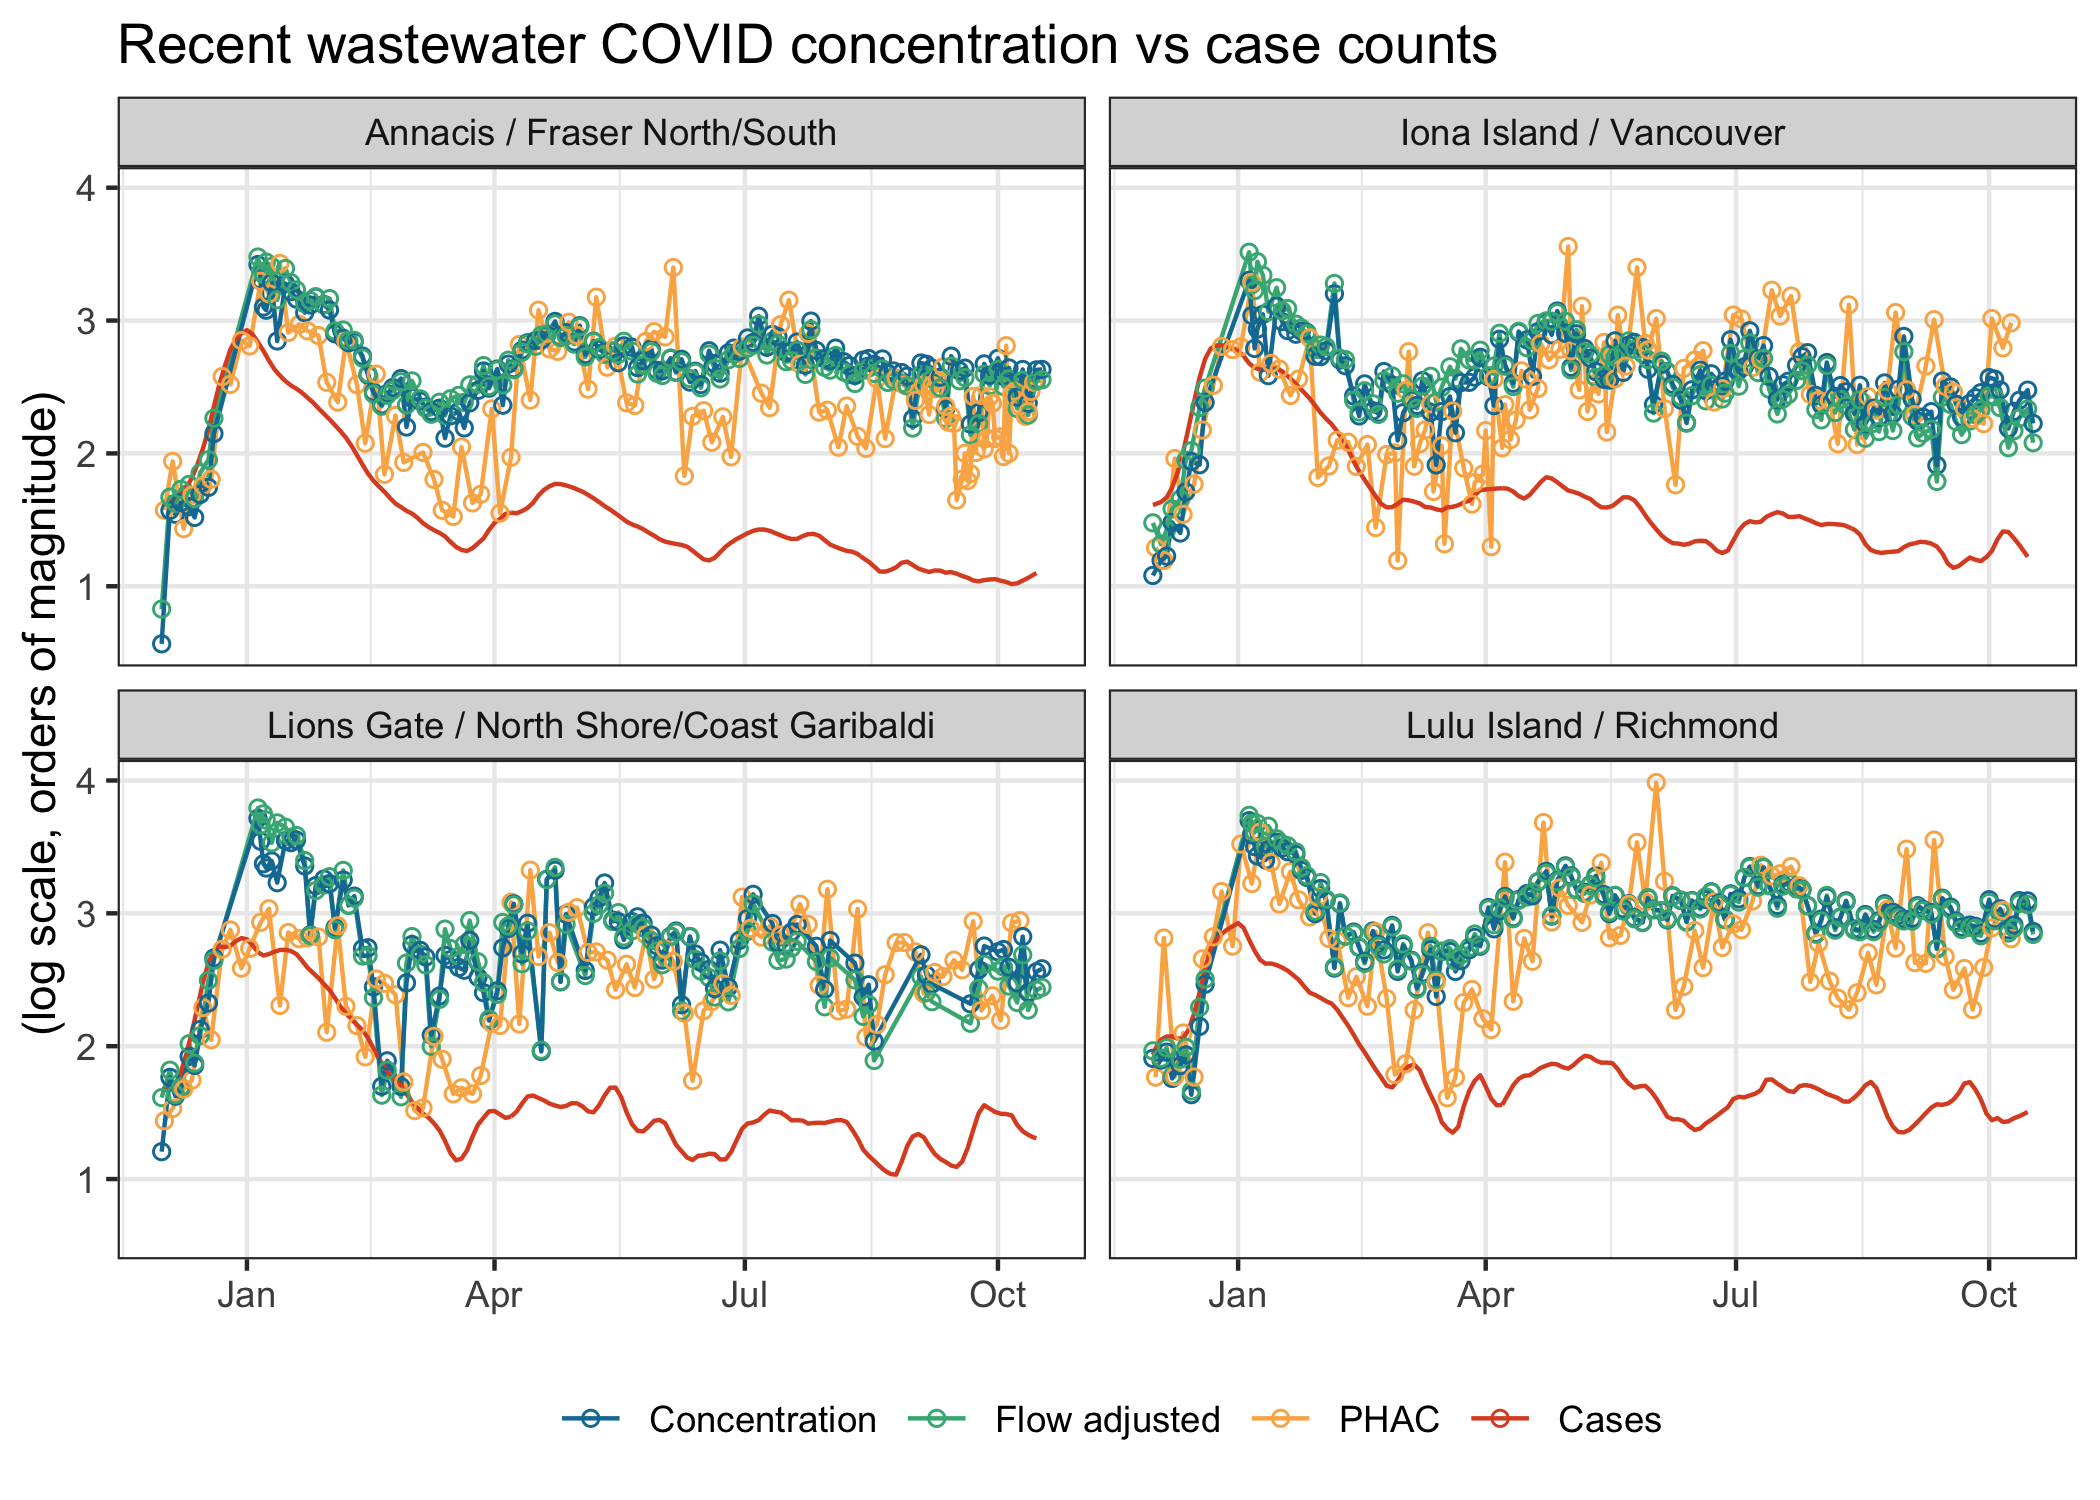 Recent wastewater COVID concentration vs case counts
Annacis / Fraser North/South
Iona Island / Vancouver
4
3
2
1
(log scale, orders of magnitude)
Lions Gate / North Shore/Coast Garibaldi
Lulu Island / Richmond
4
3
2
1
Jan Apr Jul Oct
Jan Apr Jul Oct
Concentration Flow adjusted PHAC Cases